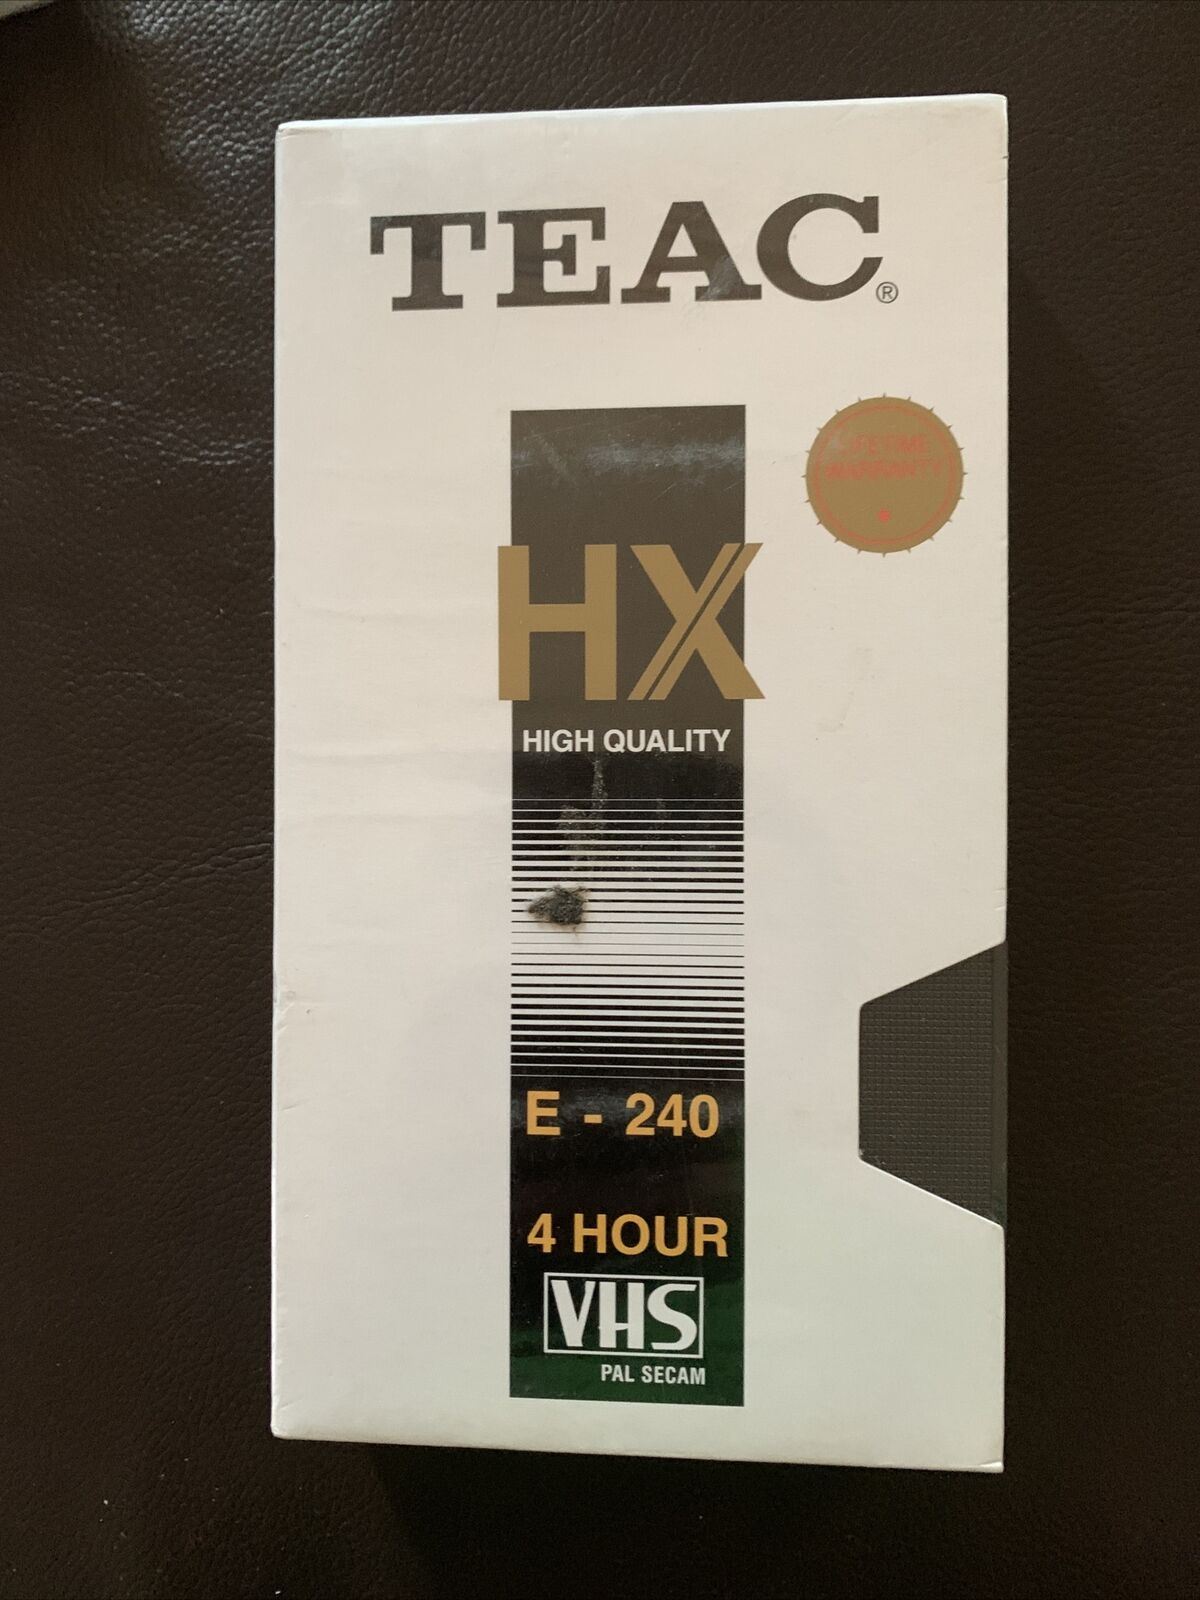 TEAC®
LIFETIME
WARRANTY
HX
HIGH QUALITY
E - 240
4 HOUR
VHS
PAL SECAM